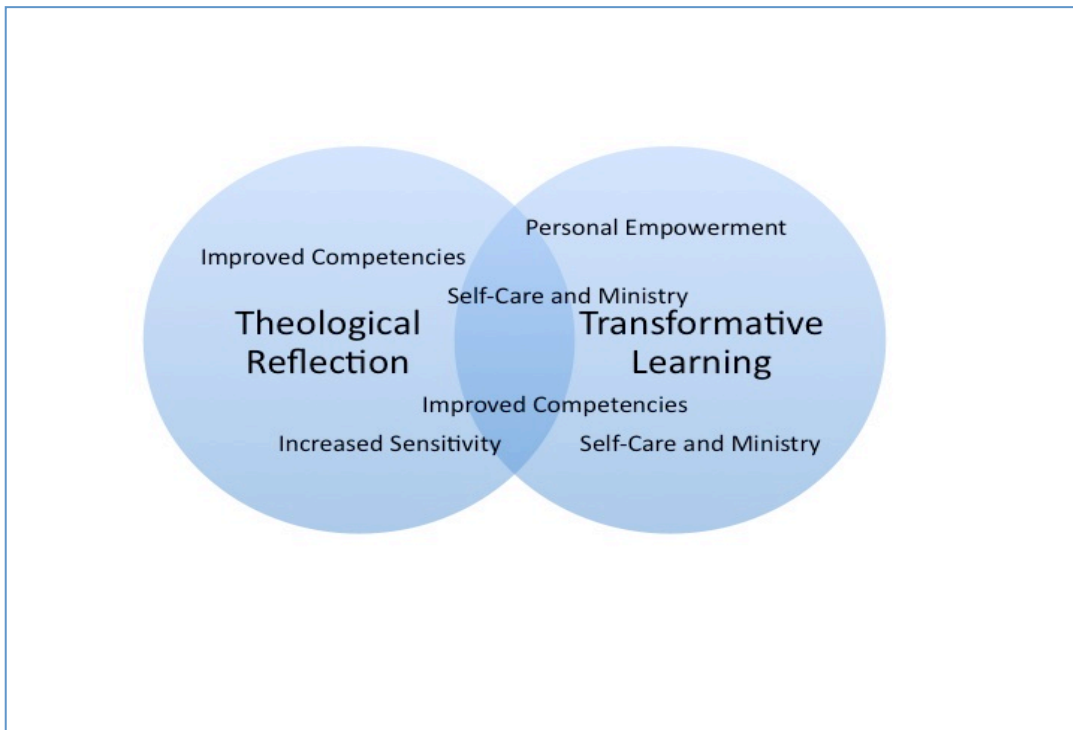 Personal Empowerment
Improved Competencies
Self-Care and Ministry
Theological
Reflection
Transformative
Learning
Improved Competencies
Increased Sensitivity
Self-Care and Ministry